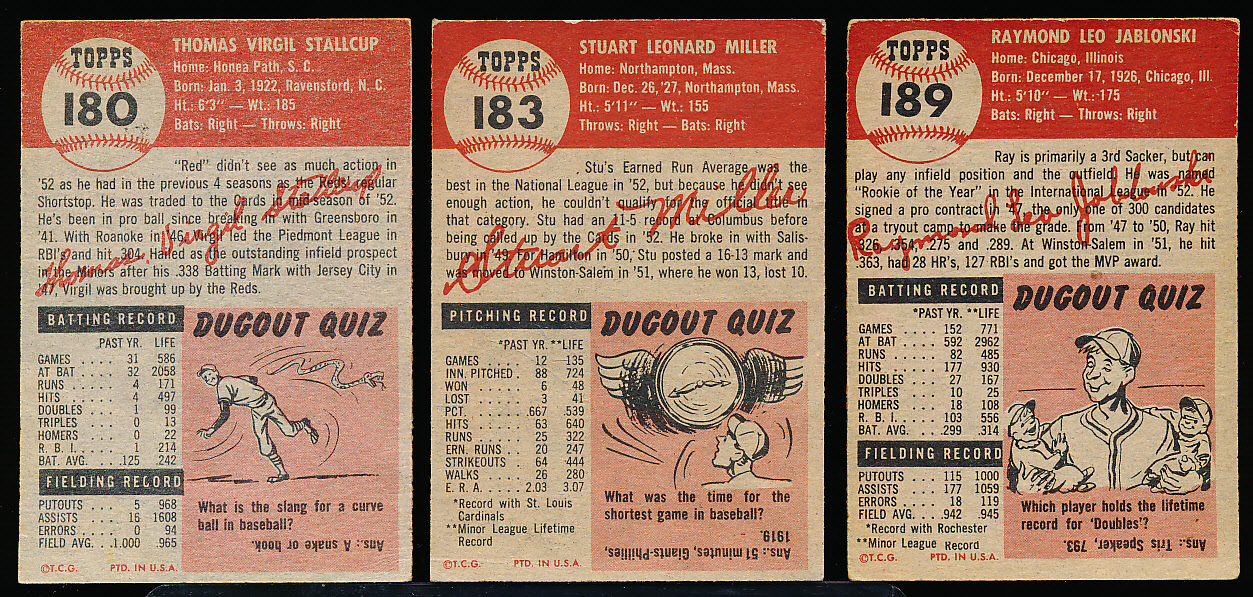 TOPPS
180
THOMAS VIRGIL STALLCUP
Home: Honea Path, S. C.
Born: Jan. 3, 1922, Ravensford, N. C.
Ht.: 6'3" — Wt.: 185
Bats: Right — Throws: Right
"Red" didn't see as much action in
'52 as he had in the previous 4 seasons as the Reds' regular
Shortstop. He was traded to the Cards in mid-season of '52.
He's been in pro ball since breaking in with Greensboro in
'41. With Roanoke in '46, Virgil led the Piedmont League in
RBI's and hit .304. Hailed as the outstanding infield prospect
in the Minors after his .338 Batting Mark with Jersey City in
'47, Virgil was brought up by the Reds.
Thomas Virgil Stallcup
BATTING RECORD
PAST YR. LIFE
GAMES .... 31 586
AT BAT .... 32 2058
RUNS .... 4 171
HITS .... 4 497
DOUBLES ... 1 99
TRIPLES ... 0 13
HOMERS ... 0 22
R. B. I. .... 1 214
BAT. AVG. ..125 .242
FIELDING RECORD
PUTOUTS .. 5 968
ASSISTS ... 16 1608
ERRORS ... 0 94
FIELD AVG. ..1.000 .965
DUGOUT QUIZ
What is the slang for a curve
ball in baseball?
Ans.: A snake or hook.
©T.C.G. PTD. IN U.S.A.
TOPPS
183
STUART LEONARD MILLER
Home: Northampton, Mass.
Born: Dec. 26, '27, Northampton, Mass.
Ht.: 5'11" — Wt.: 155
Throws: Right — Bats: Right
Stu's Earned Run Average was the
best in the National League in '52, but because he didn't see
enough action, he couldn't qualify for the official title in
that category. Stu had an 11-5 record at Columbus before
being called up by the Cards in '52. He broke in with Salis-
bury in '49. For Hamilton in '50, Stu posted a 16-13 mark and
was moved to Winston-Salem in '51, where he won 13, lost 10.
Stuart Miller
PITCHING RECORD
*PAST YR. **LIFE
GAMES .... 12 135
INN. PITCHED . 88 724
WON .... 6 48
LOST .... 3 41
PCT. .... .667 .539
HITS .... 63 640
RUNS .... 25 322
ERN. RUNS .. 20 247
STRIKEOUTS . 64 444
WALKS ... 26 280
E. R. A. .... 2.03 3.07
*Record with St. Louis
Cardinals
**Minor League Lifetime
Record
DUGOUT QUIZ
What was the time for the
shortest game in baseball?
Ans.: 51 minutes, Giants-Phillies,
1919.
©T.C.G. PTD. IN U.S.A.
TOPPS
189
RAYMOND LEO JABLONSKI
Home: Chicago, Illinois
Born: December 17, 1926, Chicago, Ill.
Ht.: 5'10" — Wt.: 175
Bats: Right — Throws: Right
Ray is primarily a 3rd Sacker, but can
play any infield position and the outfield. He was named
"Rookie of the Year" in the International league in '52. He
signed a pro contract in '47, the only one of 300 candidates
at a tryout camp to make the grade. From '47 to '50, Ray hit
.326, .354, .275 and .289. At Winston-Salem in '51, he hit
.363, had 28 HR's, 127 RBI's and got the MVP award.
Raymond Leo Jablonski
BATTING RECORD
*PAST YR. **LIFE
GAMES .... 152 771
AT BAT .... 592 2962
RUNS .... 82 485
HITS .... 177 930
DOUBLES .. 27 167
TRIPLES ... 10 25
HOMERS ... 18 108
R. B. I. .... 103 556
BAT. AVG. .. .299 .314
FIELDING RECORD
PUTOUTS ... 115 1000
ASSISTS ... 177 1059
ERRORS ... 18 119
FIELD AVG. .. .942 .945
*Record with Rochester
**Minor League Record
DUGOUT QUIZ
Which player holds the lifetime
record for 'Doubles'?
Ans.: Tris Speaker, 793.
©T.C.G. PTD. IN U.S.A.